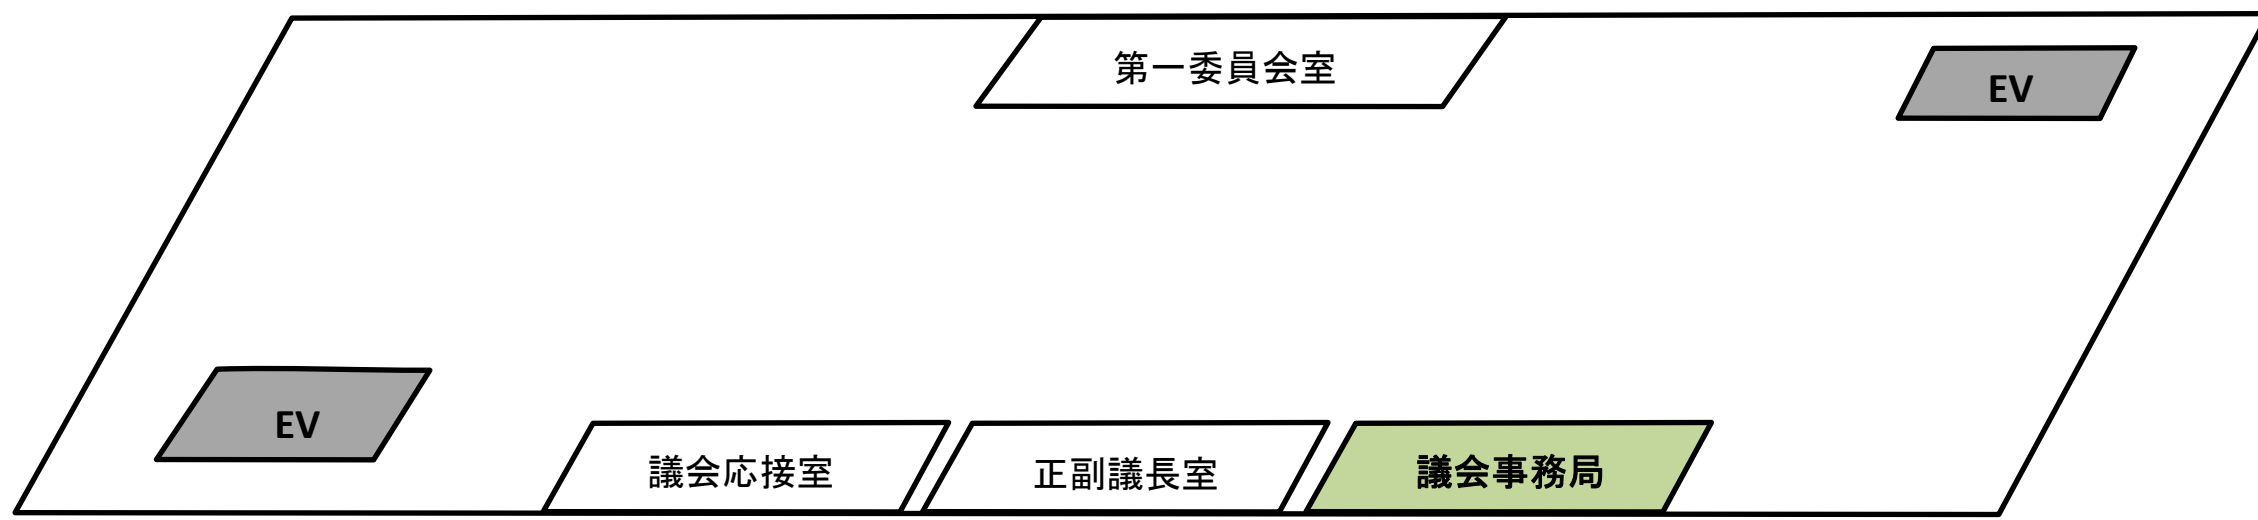 第一委員会室
EV
EV
議会応接室
正副議長室
議会事務局